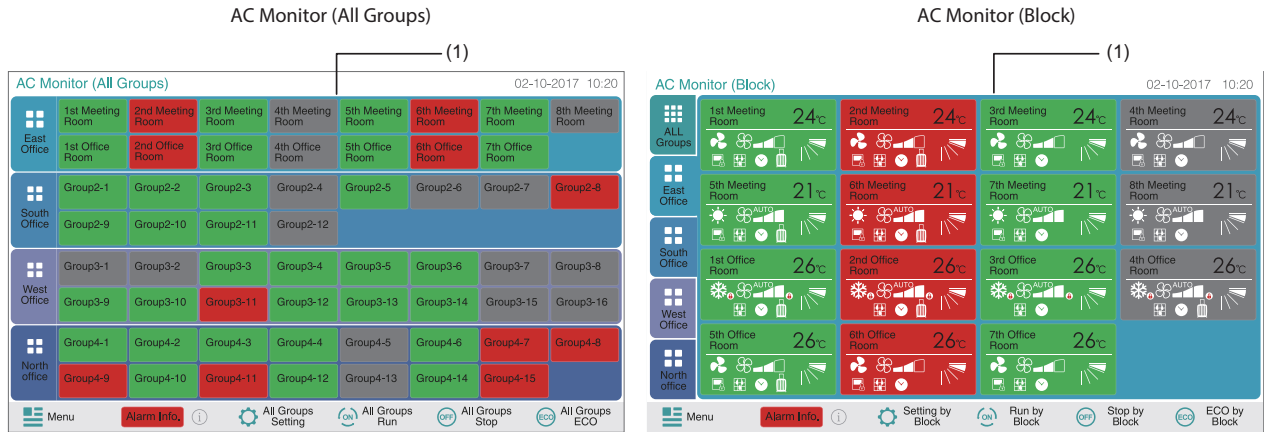 AC Monitor (All Groups)
(1)
AC Monitor (All Groups) 02-10-2017 10:20
East
Office
1st Meeting
Room
2nd Meeting
Room
3rd Meeting
Room
4th Meeting
Room
5th Meeting
Room
6th Meeting
Room
7th Meeting
Room
8th Meeting
Room
1st Office
Room
2nd Office
Room
3rd Office
Room
4th Office
Room
5th Office
Room
6th Office
Room
7th Office
Room
South
Office
Group2-1 Group2-2 Group2-3 Group2-4 Group2-5 Group2-6 Group2-7 Group2-8
Group2-9 Group2-10 Group2-11 Group2-12
West
Office
Group3-1 Group3-2 Group3-3 Group3-4 Group3-5 Group3-6 Group3-7 Group3-8
Group3-9 Group3-10 Group3-11 Group3-12 Group3-13 Group3-14 Group3-15 Group3-16
North
office
Group4-1 Group4-2 Group4-3 Group4-4 Group4-5 Group4-6 Group4-7 Group4-8
Group4-9 Group4-10 Group4-11 Group4-12 Group4-13 Group4-14 Group4-15
Menu
Alarm Info.
i
All Groups
Setting
ON
All Groups
Run
OFF
All Groups
Stop
ECO
All Groups
ECO
AC Monitor (Block)
(1)
AC Monitor (Block) 02-10-2017 10:20
ALL
Groups
East
Office
South
Office
West
Office
North
office
1st Meeting
Room
24℃
2nd Meeting
Room
24℃
3rd Meeting
Room
24℃
4th Meeting
Room
24℃
5th Meeting
Room
21℃
AUTO
6th Meeting
Room
21℃
AUTO
7th Meeting
Room
21℃
AUTO
8th Meeting
Room
21℃
AUTO
1st Office
Room
26℃
AUTO
2nd Office
Room
26℃
AUTO
3rd Office
Room
26℃
AUTO
4th Office
Room
26℃
AUTO
5th Office
Room
26℃
6th Office
Room
26℃
7th Office
Room
26℃
Menu
Alarm Info.
i
Setting by
Block
ON
Run by
Block
OFF
Stop by
Block
ECO
ECO by
Block